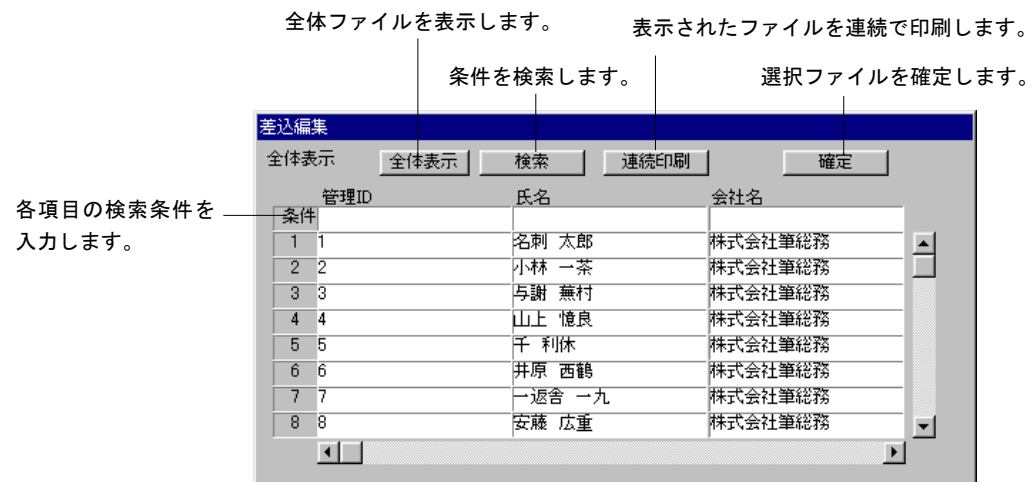 全体ファイルを表示します。
表示されたファイルを連続で印刷します。
条件を検索します。
選択ファイルを確定します。
差込編集
全体表示 全体表示 検索 連続印刷 確定
管理ID 氏名 会社名
各項目の検索条件を
入力します。
条件
1 1 名刺 太郎 株式会社筆総務
2 2 小林 一茶 株式会社筆総務
3 3 与謝 蕪村 株式会社筆総務
4 4 山上 憶良 株式会社筆総務
5 5 千 利休 株式会社筆総務
6 6 井原 西鶴 株式会社筆総務
7 7 一返舎 一九 株式会社筆総務
8 8 安藤 広重 株式会社筆総務